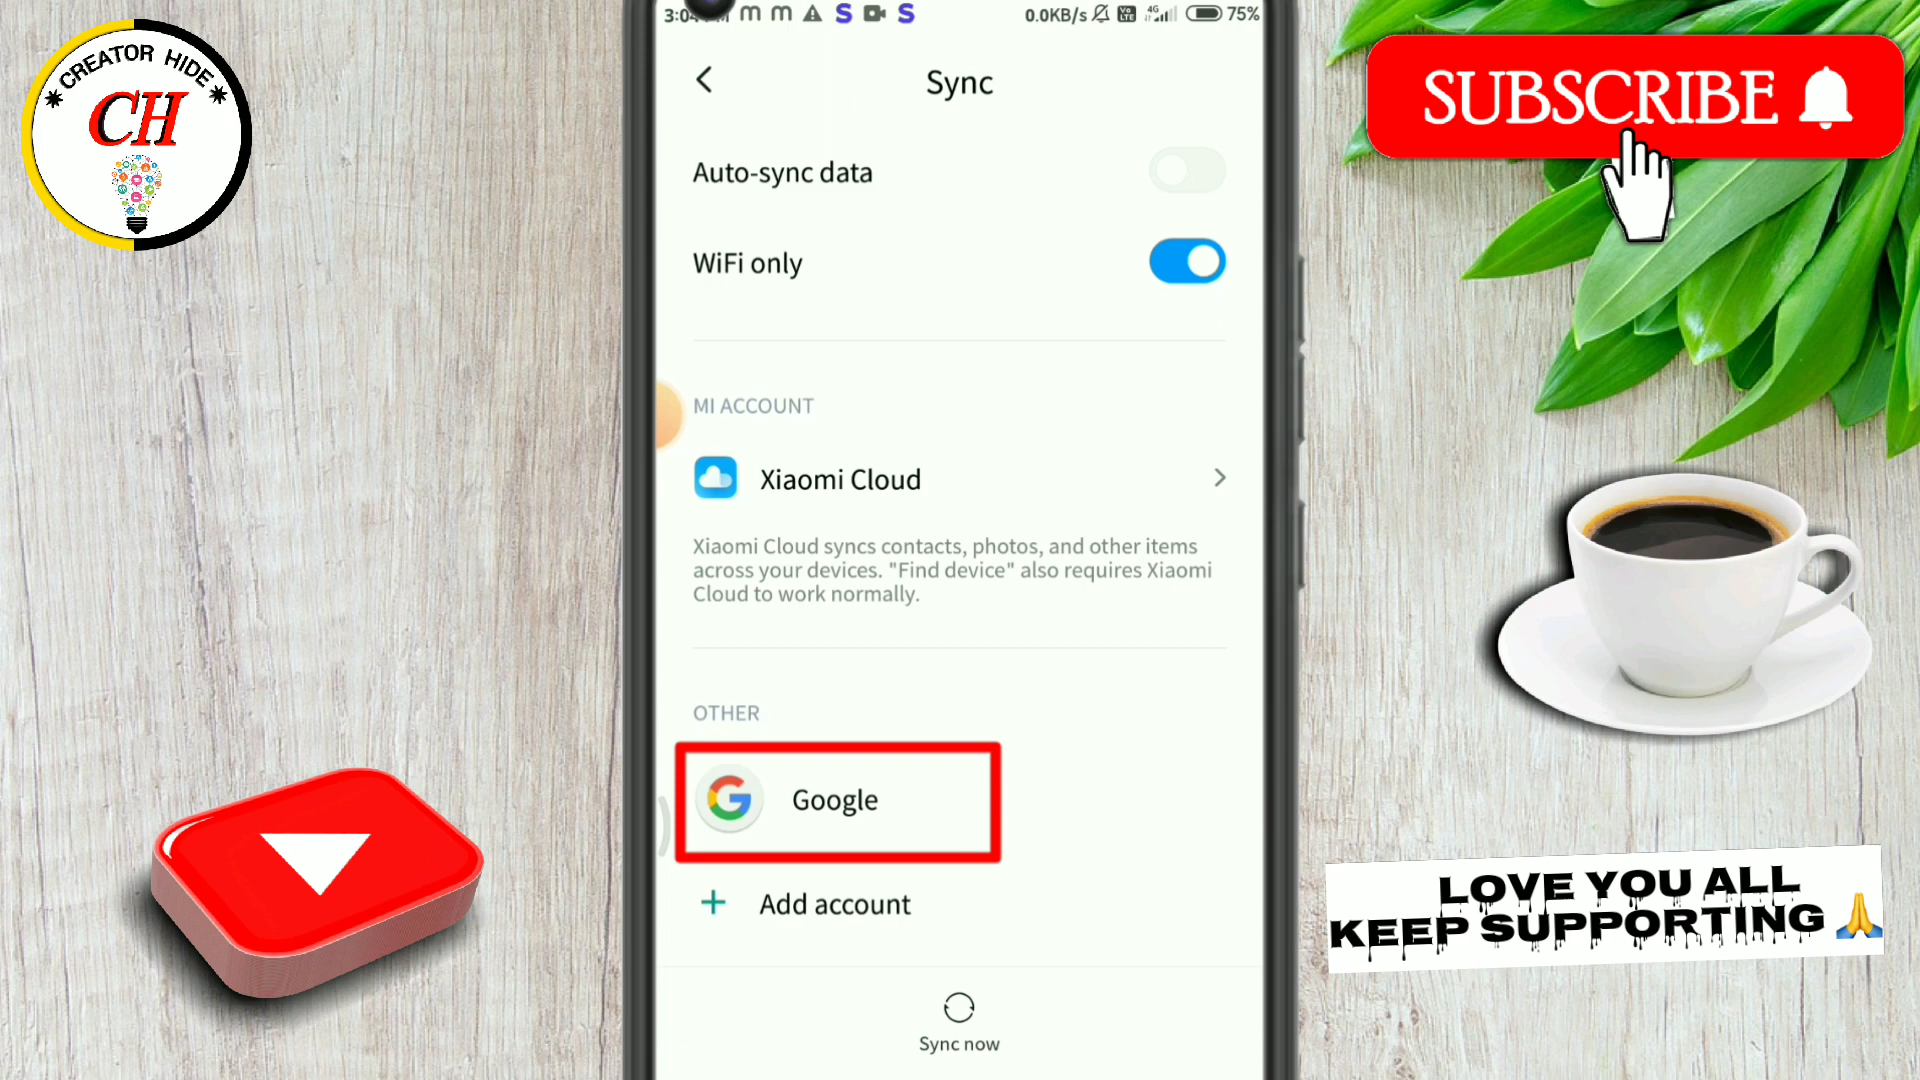 CREATOR HIDE
CH
3:04
0.0KB/s
VoLTE
4G
75%
Sync
Auto-sync data
WiFi only
MI ACCOUNT
Xiaomi Cloud
Xiaomi Cloud syncs contacts, photos, and other items
across your devices. "Find device" also requires Xiaomi
Cloud to work normally.
OTHER
Google
Add account
Sync now
SUBSCRIBE
LOVE YOU ALL
KEEP SUPPORTING 🙏